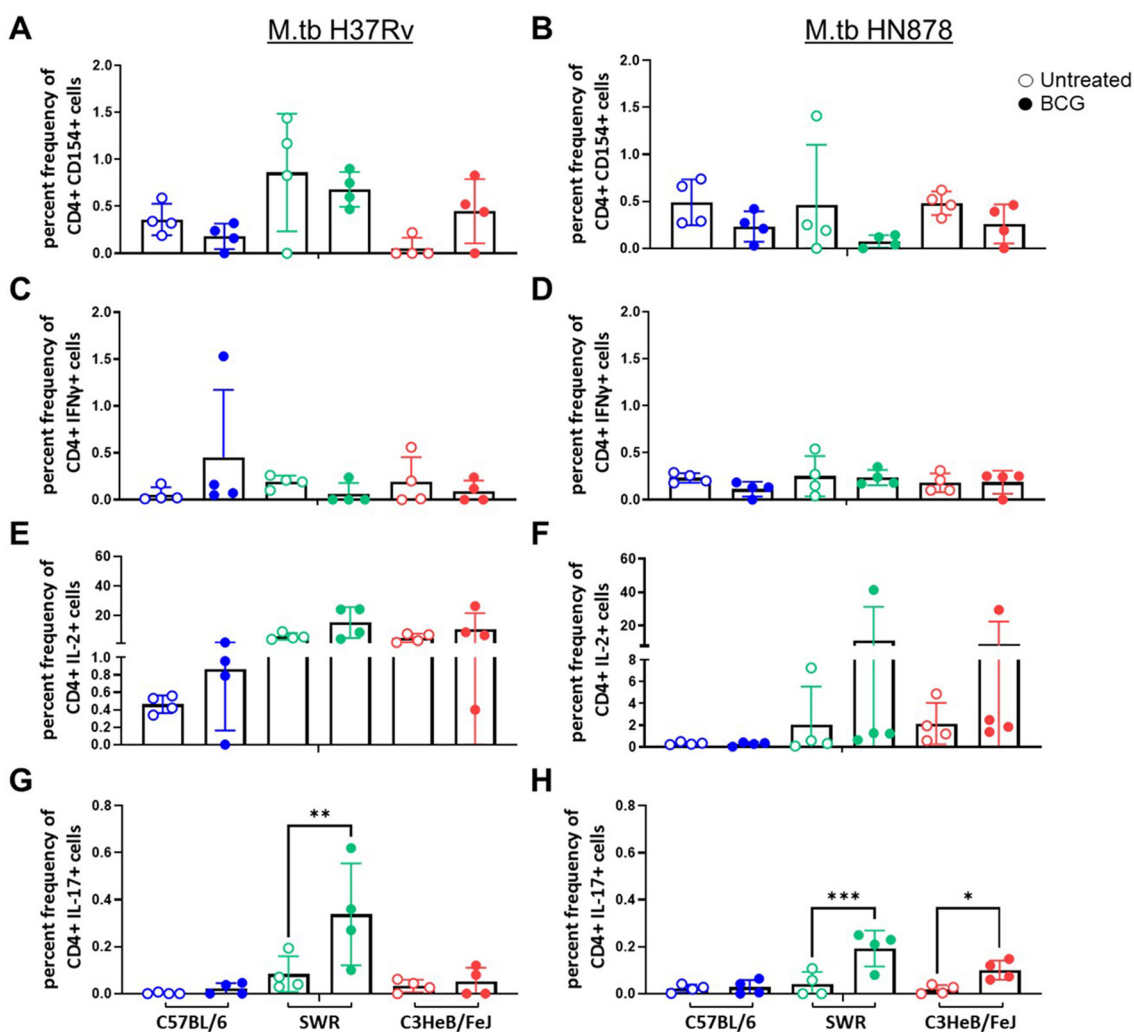 A
M.tb H37Rv
B
M.tb HN878
Untreated
BCG
percent frequency of
CD4+ CD154+ cells
2.0
1.5
1.0
0.5
0.0
percent frequency of
CD4+ CD154+ cells
2.0
1.5
1.0
0.5
0.0
C
D
percent frequency of
CD4+ IFNγ+ cells
2.0
1.5
1.0
0.5
0.0
percent frequency of
CD4+ IFNγ+ cells
2.0
1.5
1.0
0.5
0.0
E
F
percent frequency of
CD4+ IL-2+ cells
60
40
20
1.0
0.8
0.6
0.4
0.2
0.0
percent frequency of
CD4+ IL-2+ cells
60
40
20
8
6
4
2
0
G
H
percent frequency of
CD4+ IL-17+ cells
0.8
0.6
0.4
0.2
0.0
**
C57BL/6
SWR
C3HeB/FeJ
percent frequency of
CD4+ IL-17+ cells
0.8
0.6
0.4
0.2
0.0
***
*
C57BL/6
SWR
C3HeB/FeJ